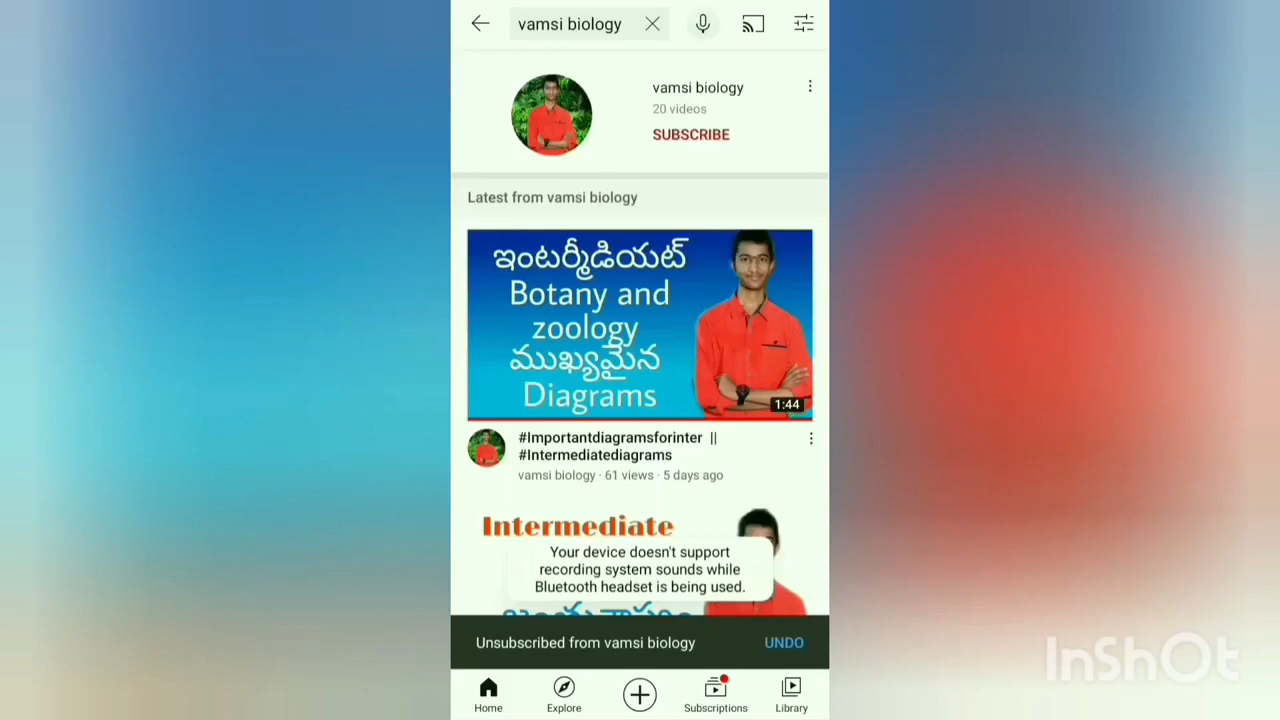 vamsi biology
vamsi biology
20 videos
SUBSCRIBE
Latest from vamsi biology
ఇంటర్మీడియట్
Botany and
zoology
ముఖ్యమైన
Diagrams
1:44
#Importantdiagramsforinter ||
#Intermediatediagrams
vamsi biology · 61 views · 5 days ago
Intermediate
Your device doesn't support
recording system sounds while
Bluetooth headset is being used.
Unsubscribed from vamsi biology UNDO
Home Explore Subscriptions Library
InShOt